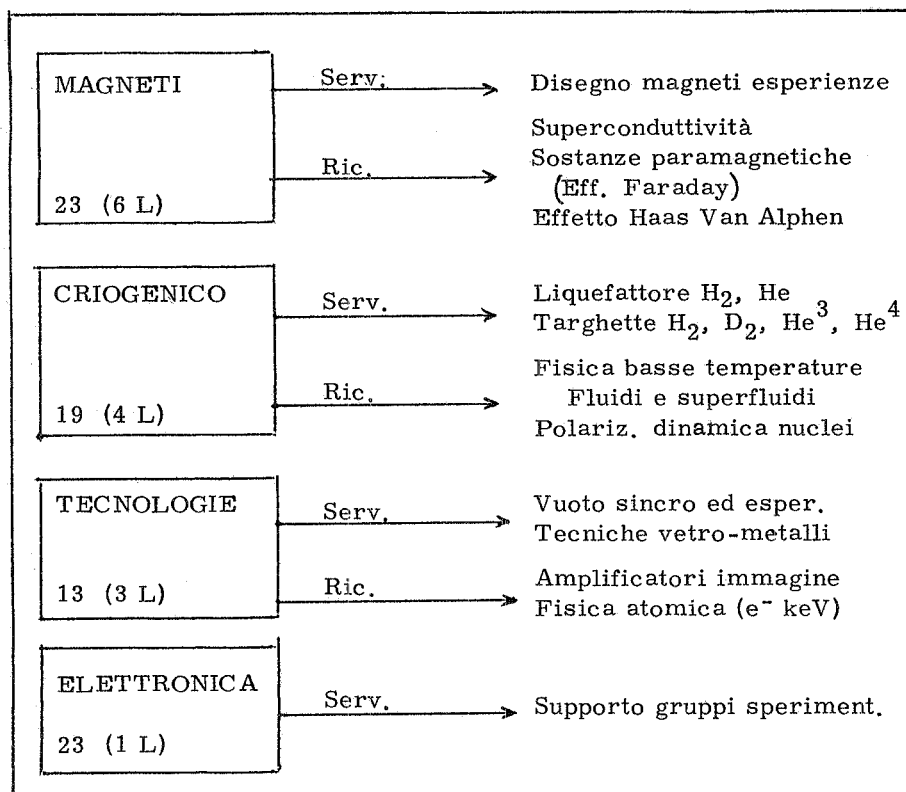 MAGNETI
Serv.
Disegno magneti esperienze
Ric.
Superconduttività
Sostanze paramagnetiche
(Eff. Faraday)
Effetto Haas Van Alphen
23 (6 L)
CRIOGENICO
Serv.
Liquefattore H₂, He
Targhette H₂, D₂, He³, He⁴
Ric.
Fisica basse temperature
Fluidi e superfluidi
Polariz. dinamica nuclei
19 (4 L)
TECNOLOGIE
Serv.
Vuoto sincro ed esper.
Tecniche vetro-metalli
Ric.
Amplificatori immagine
Fisica atomica (e⁻ keV)
13 (3 L)
ELETTRONICA
Serv.
Supporto gruppi speriment.
23 (1 L)